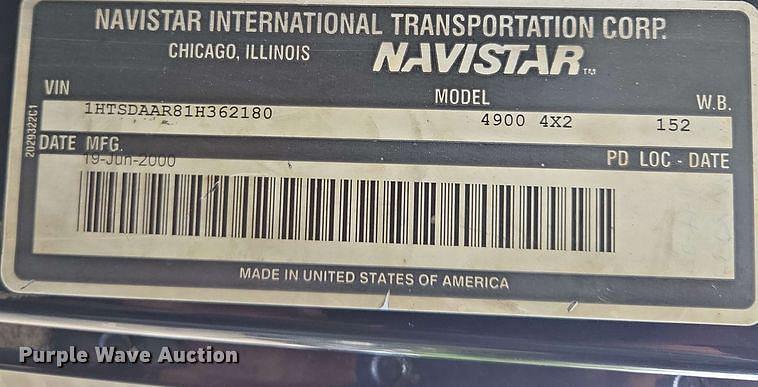 NAVISTAR INTERNATIONAL TRANSPORTATION CORP.
CHICAGO, ILLINOIS NAVISTAR TM
VIN MODEL W.B.
1HTSDAAR81H362180 4900 4X2 152
2029322C1
DATE MFG. PD LOC - DATE
19-Jun-2000
MADE IN UNITED STATES OF AMERICA
Purple Wave Auction